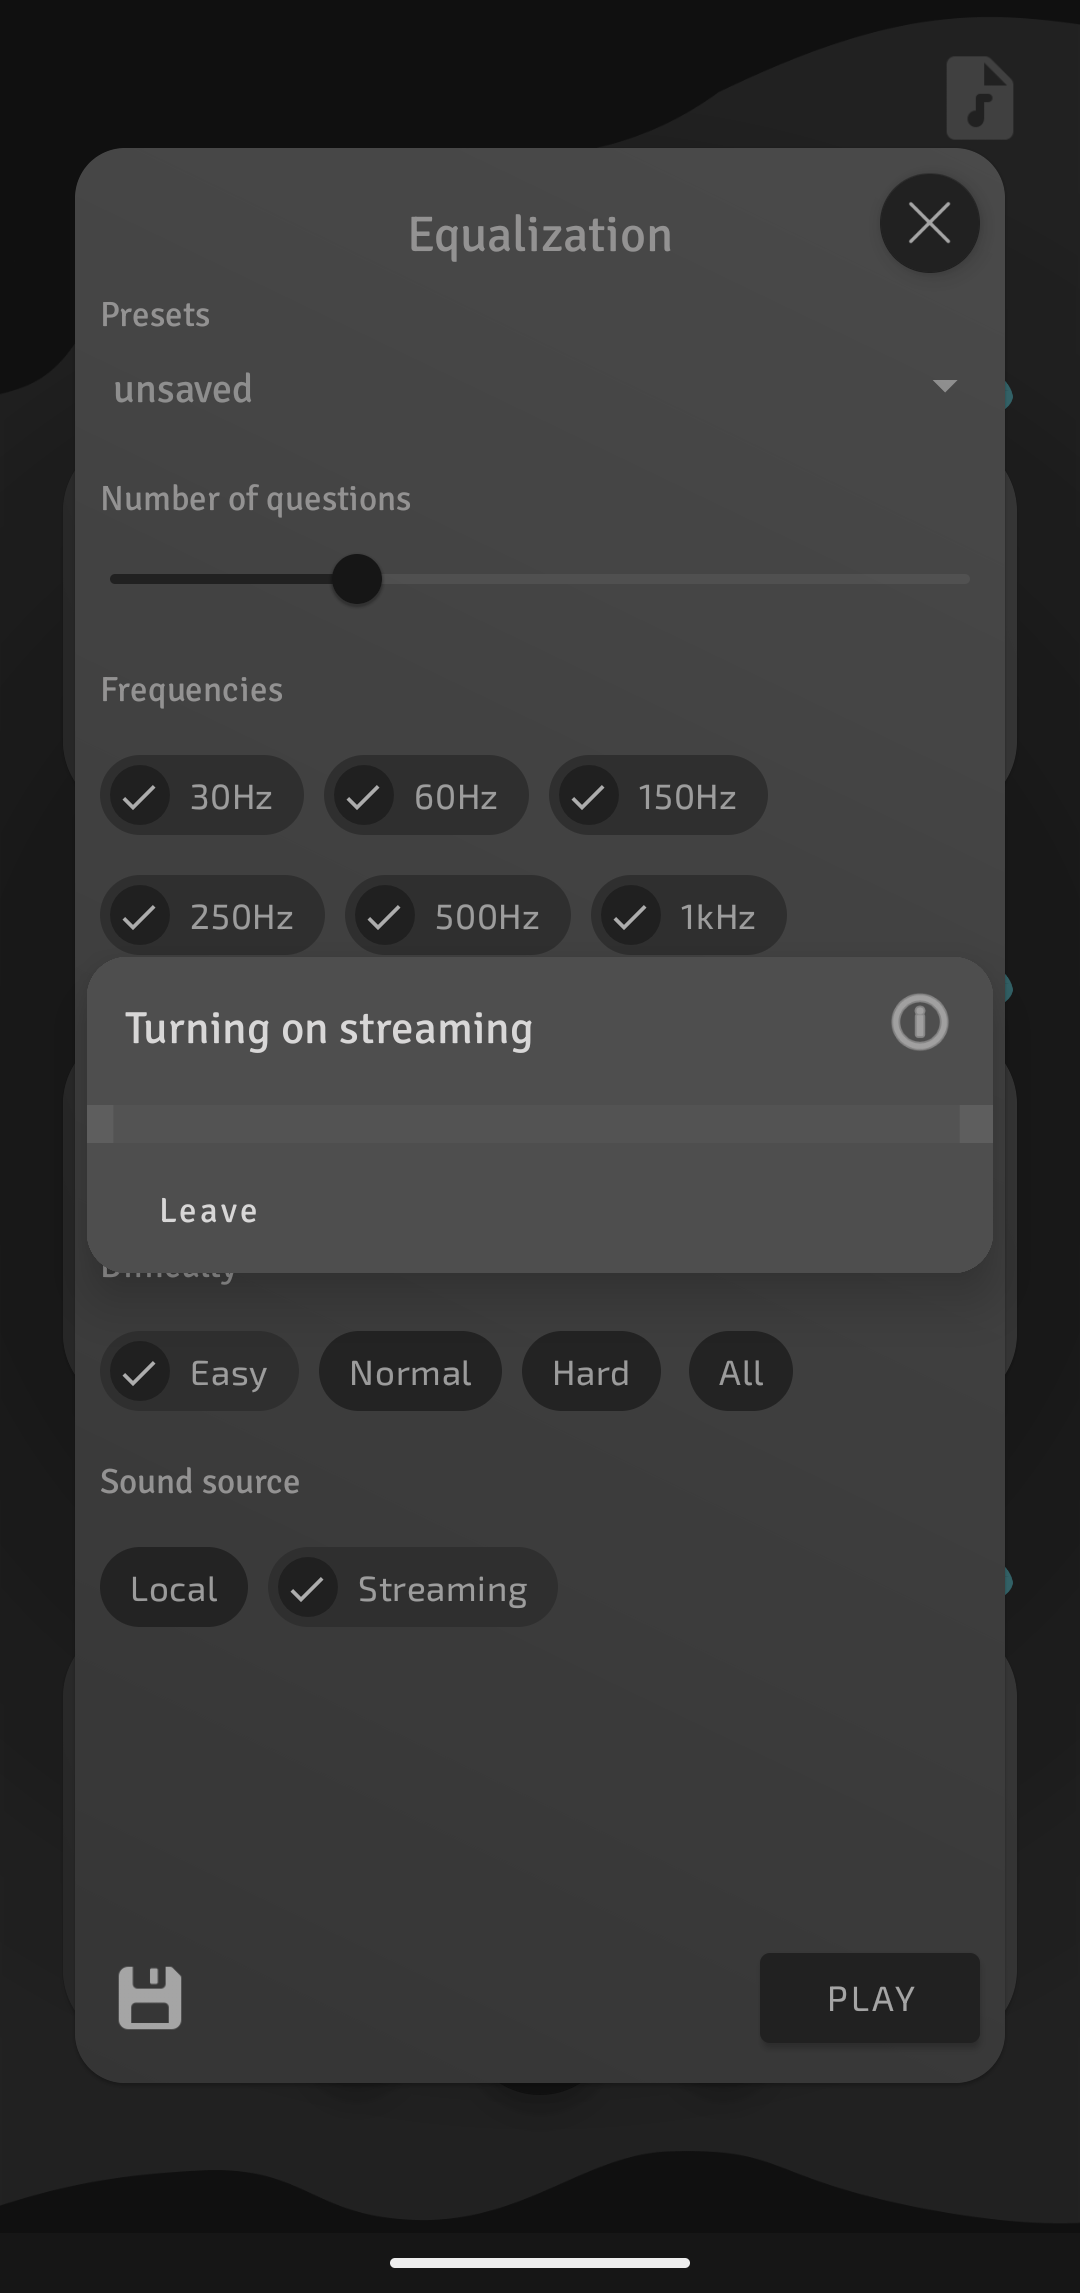 Equalization
Presets
unsaved
Number of questions
Frequencies
30Hz 60Hz 150Hz
250Hz 500Hz 1kHz
Turning on streaming
Leave
Difficulty
Easy Normal Hard All
Sound source
Local Streaming
PLAY